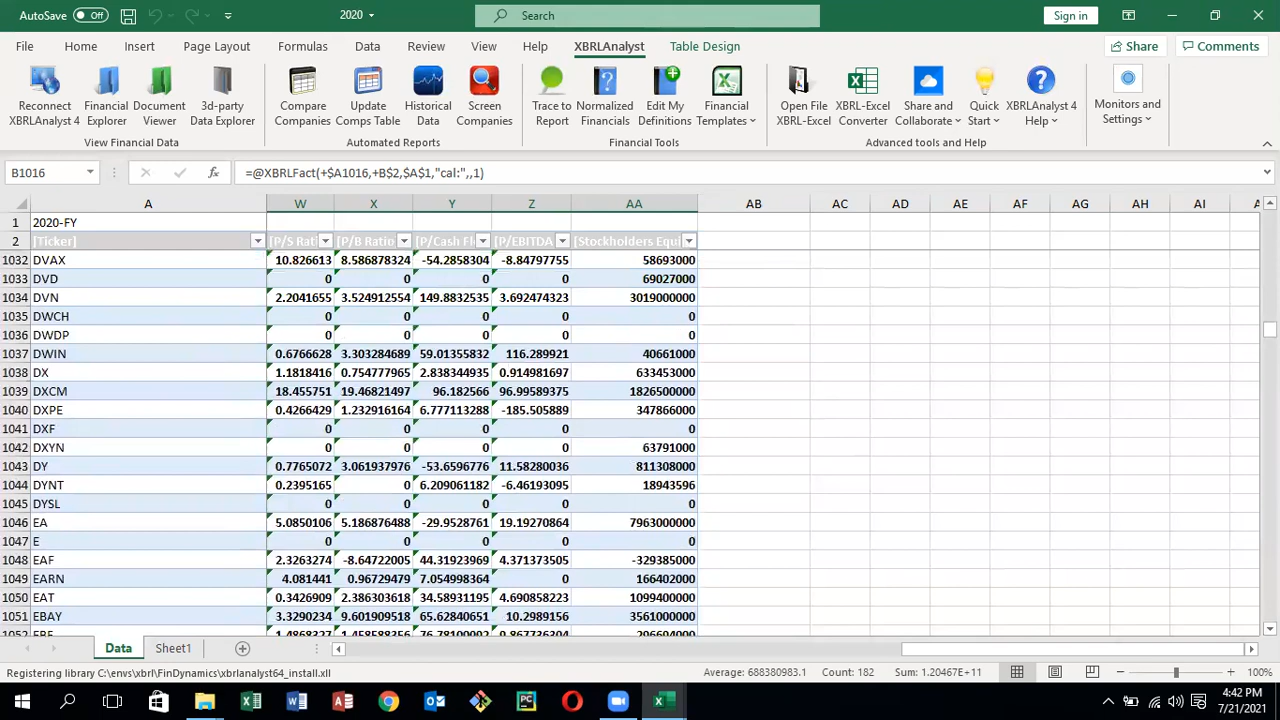 AutoSave Off 2020 Search Sign in
File Home Insert Page Layout Formulas Data Review View Help XBRLAnalyst Table Design Share Comments
Reconnect XBRLAnalyst 4
Financial Explorer
Document Viewer
3d-party Data Explorer
Compare Companies
Update Comps Table
Historical Data
Screen Companies
Trace to Report
Normalized Financials
Edit My Definitions
Financial Templates
Open File XBRL-Excel
XBRL-Excel Converter
Share and Collaborate
Quick Start
XBRLAnalyst 4 Help
Monitors and Settings
View Financial Data Automated Reports Financial Tools Advanced tools and Help
B1016 fx =@XBRLFact(+$A1016,+B$2,$A$1,"cal:",,1)
A W X Y Z AA AB AC AD AE AF AG AH AI
1 2020-FY
2 [Ticker] [P/S Rati [P/B Ratio [P/Cash Fl [P/EBITDA [Stockholders Equi
1032 DVAX 10.826613 8.586878324 -54.2858304 -8.84797755 58693000
1033 DVD 0 0 0 0 69027000
1034 DVN 2.2041655 3.524912554 149.8832535 3.692474323 3019000000
1035 DWCH 0 0 0 0 0
1036 DWDP 0 0 0 0 0
1037 DWIN 0.6766628 3.303284689 59.01355832 116.289921 40661000
1038 DX 1.1818416 0.754777965 2.838344935 0.914981697 633453000
1039 DXCM 18.455751 19.46821497 96.182566 96.99589375 1826500000
1040 DXPE 0.4266429 1.232916164 6.777113288 -185.505889 347866000
1041 DXF 0 0 0 0 0
1042 DXYN 0 0 0 0 63791000
1043 DY 0.7765072 3.061937976 -53.6596776 11.58280036 811308000
1044 DYNT 0.2395165 0 6.209061182 -6.46193095 18943596
1045 DYSL 0 0 0 0 0
1046 EA 5.0850106 5.186876488 -29.9528761 19.19270864 7963000000
1047 E 0 0 0 0 0
1048 EAF 2.3263274 -8.64722005 44.31923969 4.371373505 -329385000
1049 EARN 4.081441 0.96729479 7.054998364 0 166402000
1050 EAT 0.3426909 2.386303618 34.58931195 4.690858223 1099400000
1051 EBAY 3.3290234 9.601909518 65.62840651 10.2989156 3561000000
Data Sheet1
Registering library C:\envs\xbrl\FinDynamics\xbrlanalyst64_install.xll Average: 688380983.1 Count: 182 Sum: 1.20467E+11 100%
4:42 PM
7/21/2021